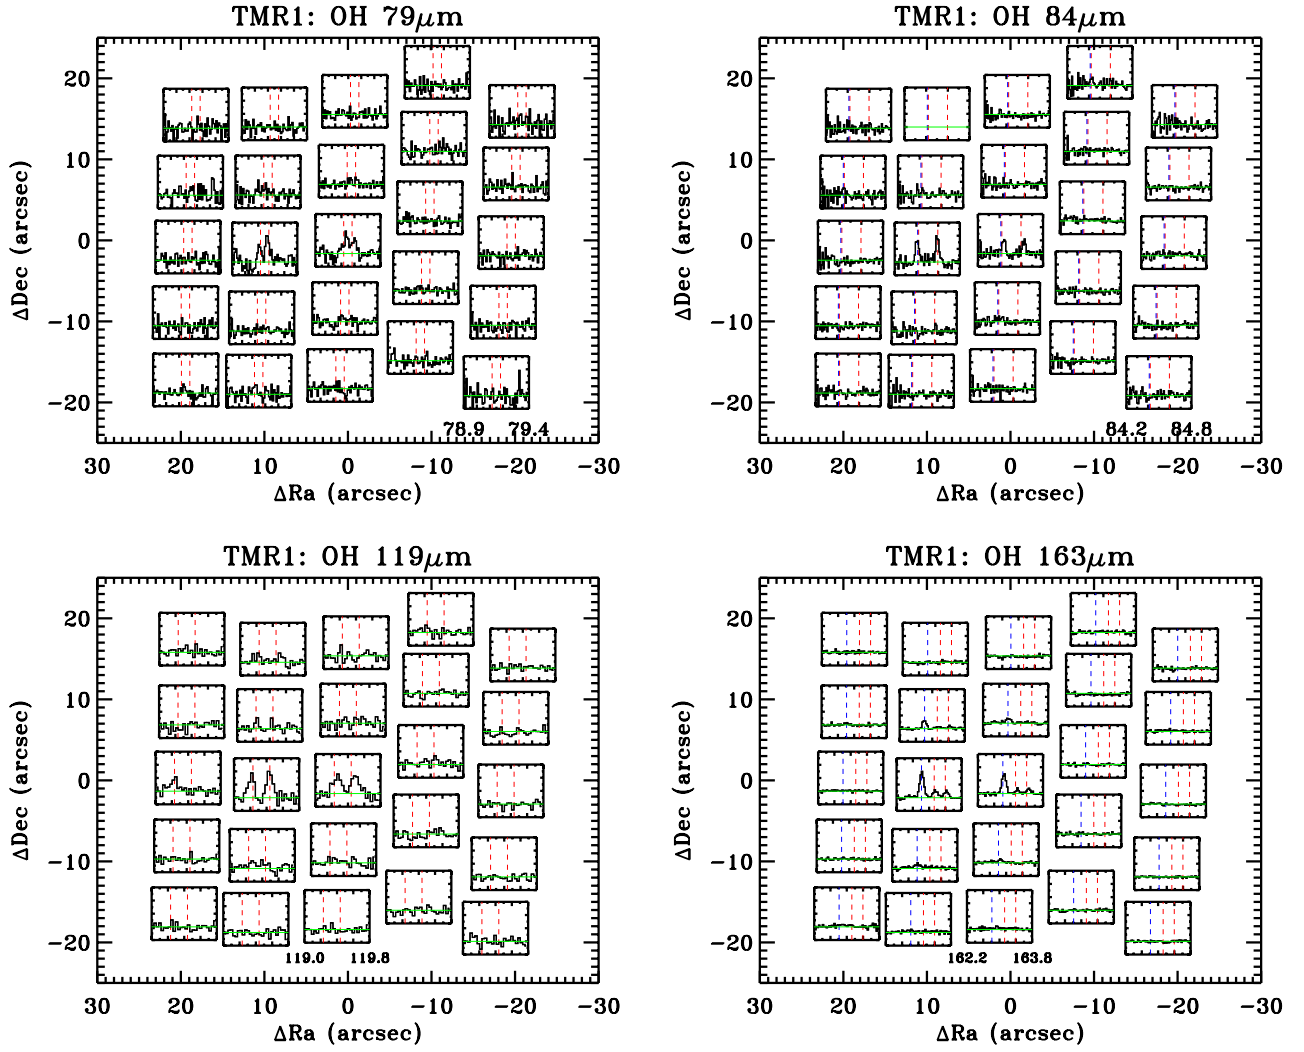 TMR1: OH 79μm
TMR1: OH 84μm
20
10
0
−10
−20
ΔDec (arcsec)
78.9 79.4
30 20 10 0 −10 −20 −30
ΔRa (arcsec)
20
10
0
−10
−20
ΔDec (arcsec)
84.2 84.8
30 20 10 0 −10 −20 −30
ΔRa (arcsec)
TMR1: OH 119μm
TMR1: OH 163μm
20
10
0
−10
−20
ΔDec (arcsec)
119.0 119.8
30 20 10 0 −10 −20 −30
ΔRa (arcsec)
20
10
0
−10
−20
ΔDec (arcsec)
162.2 163.8
30 20 10 0 −10 −20 −30
ΔRa (arcsec)